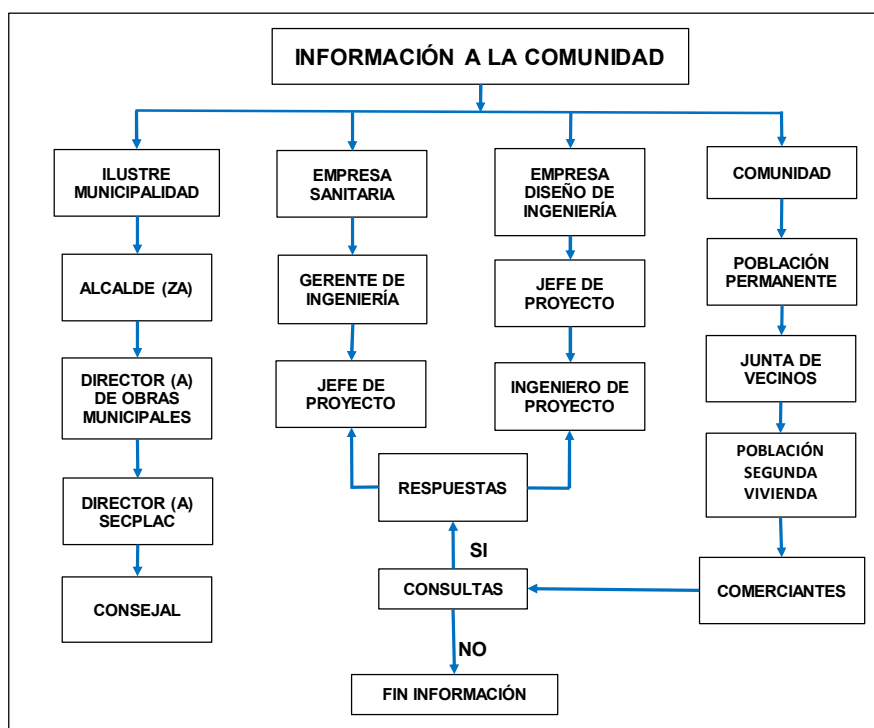 INFORMACIÓN A LA COMUNIDAD
ILUSTRE
MUNICIPALIDAD
EMPRESA
SANITARIA
EMPRESA
DISEÑO DE
INGENIERÍA
COMUNIDAD
ALCALDE (ZA)
GERENTE DE
INGENIERÍA
JEFE DE
PROYECTO
POBLACIÓN
PERMANENTE
DIRECTOR (A)
DE OBRAS
MUNICIPALES
JEFE DE
PROYECTO
INGENIERO DE
PROYECTO
JUNTA DE
VECINOS
DIRECTOR (A)
SECPLAC
RESPUESTAS
POBLACIÓN
SEGUNDA
VIVIENDA
SI
CONSEJAL
CONSULTAS
COMERCIANTES
NO
FIN INFORMACIÓN